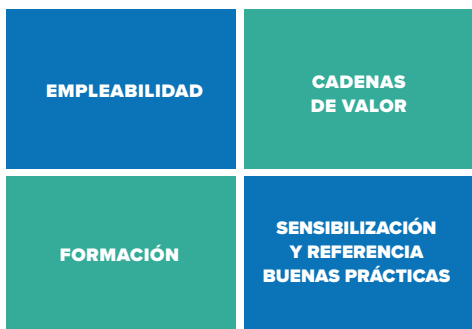 EMPLEABILIDAD
CADENAS
DE VALOR
FORMACIÓN
SENSIBILIZACIÓN
Y REFERENCIA
BUENAS PRÁCTICAS